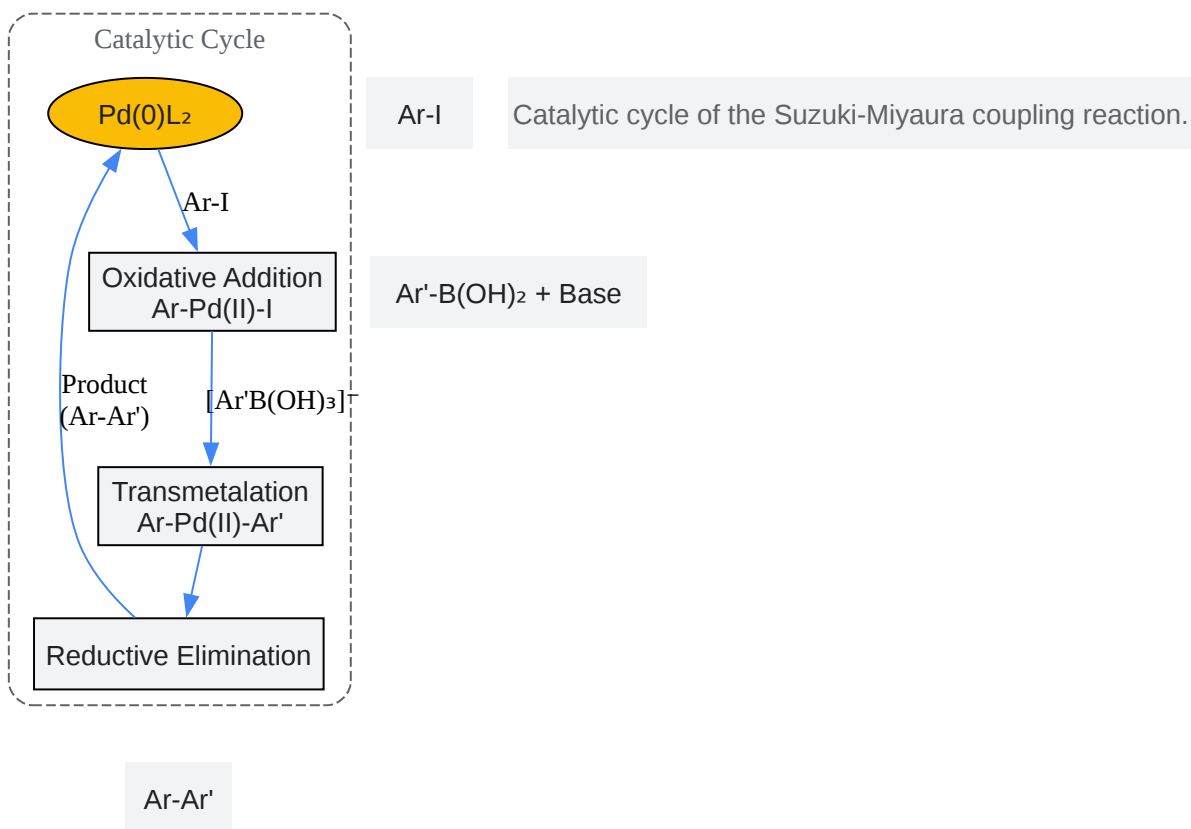 Catalytic Cycle
Pd(0)L₂
Ar-I
Catalytic cycle of the Suzuki-Miyaura coupling reaction.
Ar-I
Oxidative Addition
Ar-Pd(II)-I
Ar'-B(OH)₂ + Base
Product
(Ar-Ar')
[Ar'B(OH)₃]⁻
Transmetalation
Ar-Pd(II)-Ar'
Reductive Elimination
Ar-Ar'